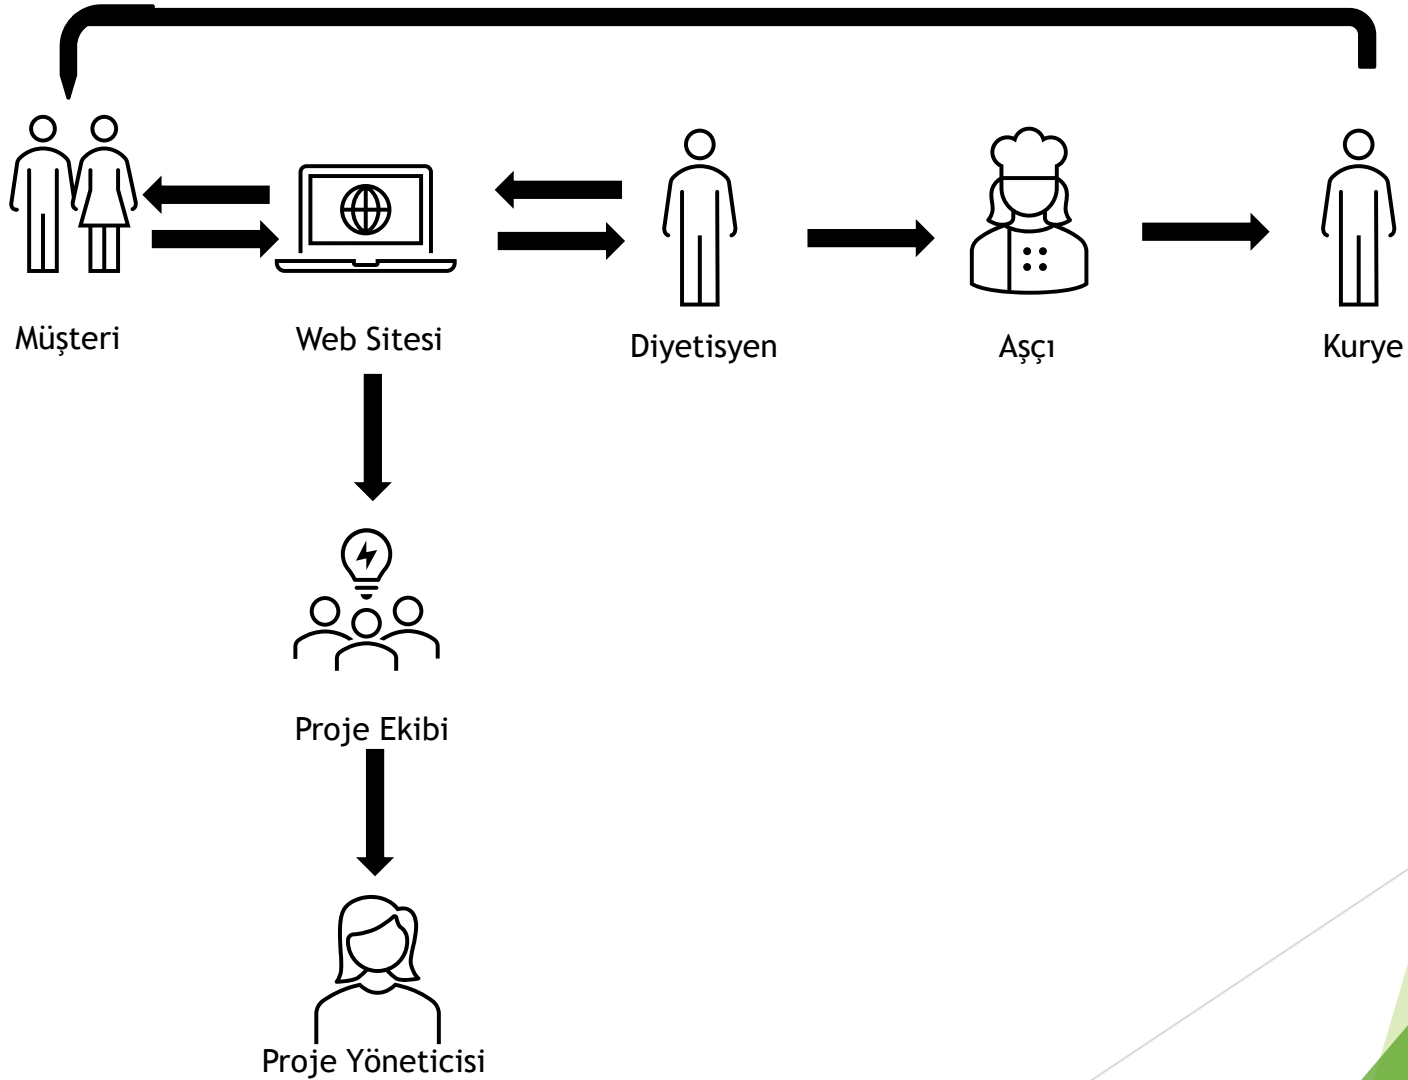 Müşteri
Web Sitesi
Diyetisyen
Aşçı
Kurye
Proje Ekibi
Proje Yöneticisi